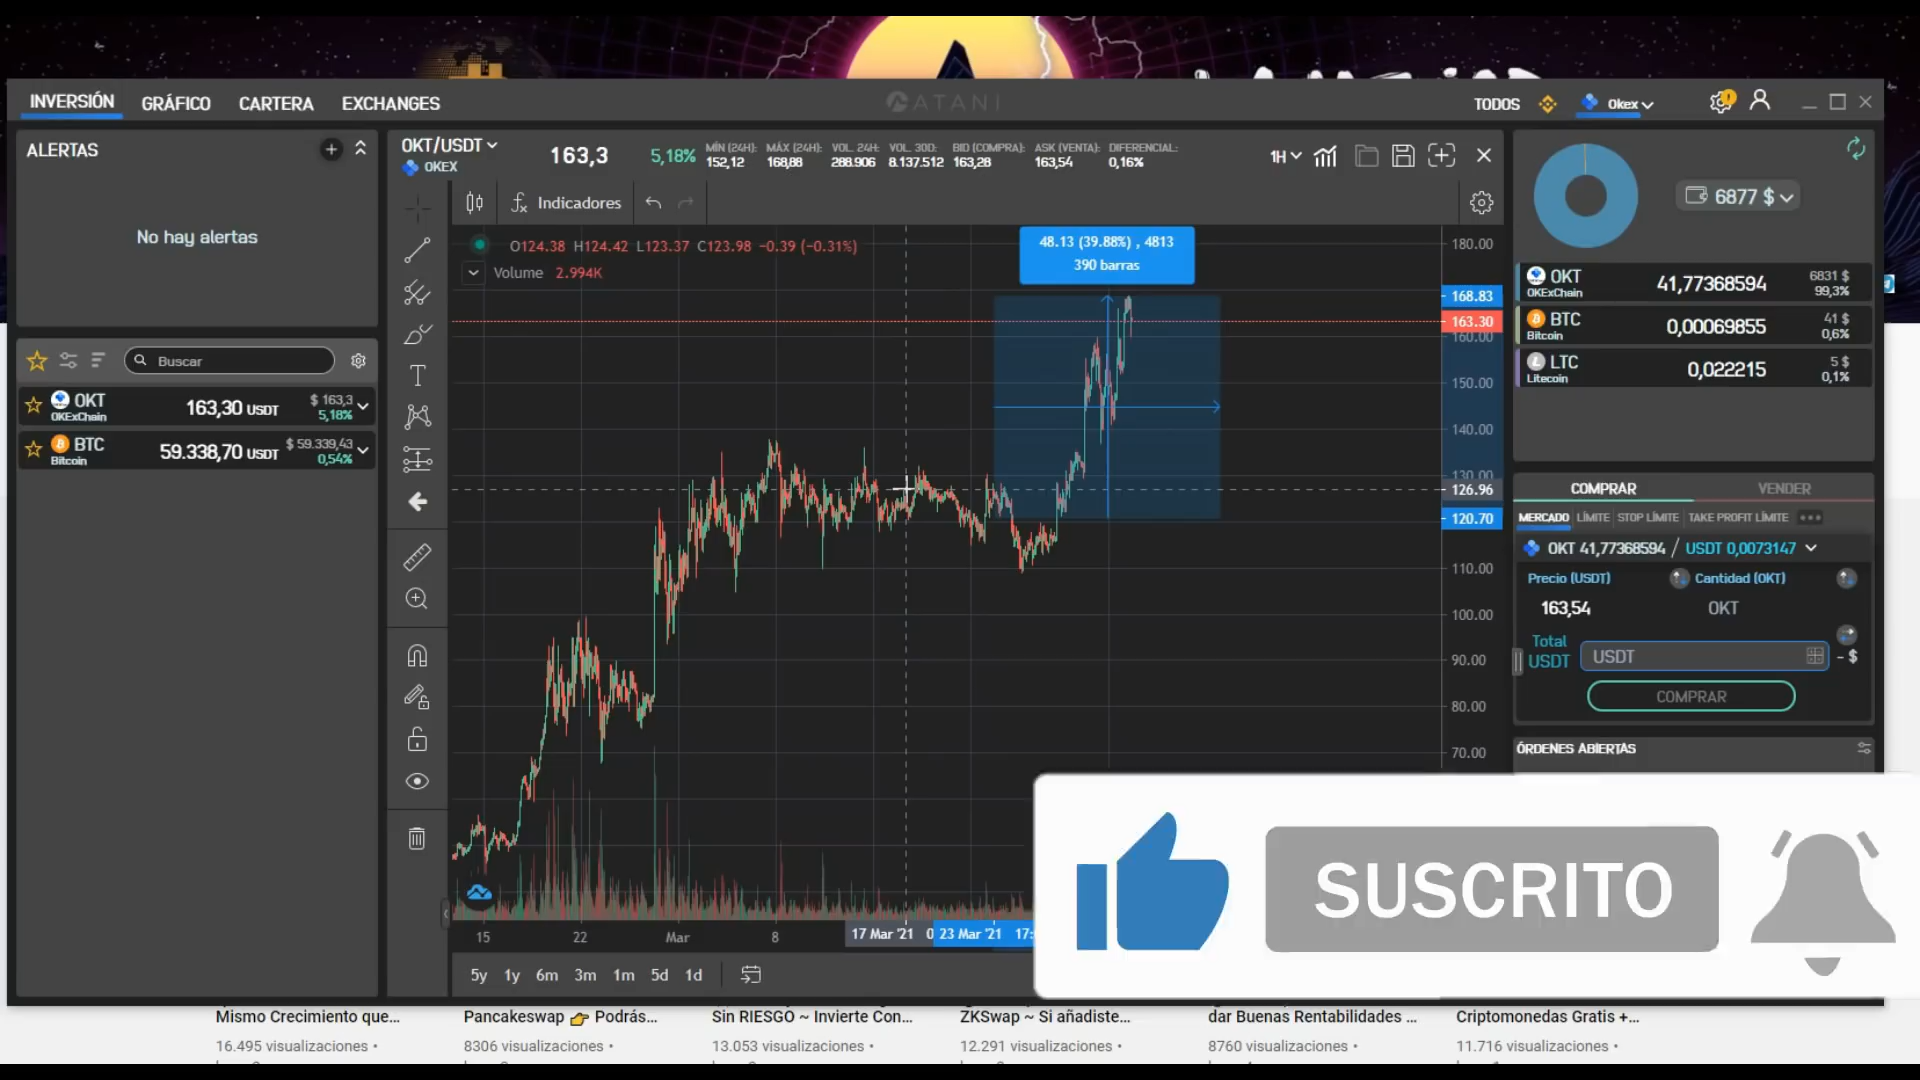 INVERSIÓN GRÁFICO CARTERA EXCHANGES
ATANI
TODOS Okex
ALERTAS
No hay alertas
Buscar
OKT 163,30 USDT $ 163,3
OKExChain 5,18%
BTC 59.338,70 USDT $ 59.339,43
Bitcoin 0,54%
OKT/USDT
OKEX
163,3
5,18%
MÍN (24H): MÁX (24H): VOL. 24H: VOL. 30D: BID (COMPRA): ASK (VENTA): DIFERENCIAL:
152,12 168,88 288.906 8.137.512 163,28 163,54 0,16%
1H
Indicadores
O124.38 H124.42 L123.37 C123.98 −0.39 (−0.31%)
Volume 2.994K
48.13 (39.88%) , 4813
390 barras
180.00
168.83
163.30
160.00
150.00
140.00
130.00
126.96
120.70
110.00
100.00
90.00
80.00
70.00
15 22 Mar 8
17 Mar '21 0 23 Mar '21 17:
5y 1y 6m 3m 1m 5d 1d
6877 $
OKT 41,77368594 6831 $
OKExChain 99,3%
BTC 0,00069855 41 $
Bitcoin 0,6%
LTC 0,022215 5 $
Litecoin 0,1%
COMPRAR VENDER
MERCADO LÍMITE STOP LÍMITE TAKE PROFIT LÍMITE
OKT 41,77368594 / USDT 0,0073147
Precio (USDT) Cantidad (OKT)
163,54 OKT
Total
USDT USDT - $
COMPRAR
ÓRDENES ABIERTAS
SUSCRITO
Mismo Crecimiento que...
16.495 visualizaciones •
Pancakeswap 👉 Podrás...
8306 visualizaciones •
Sin RIESGO ~ Invierte Con...
13.053 visualizaciones •
ZKSwap ~ Si añadiste...
12.291 visualizaciones •
dar Buenas Rentabilidades ...
8760 visualizaciones •
Criptomonedas Gratis +...
11.716 visualizaciones •